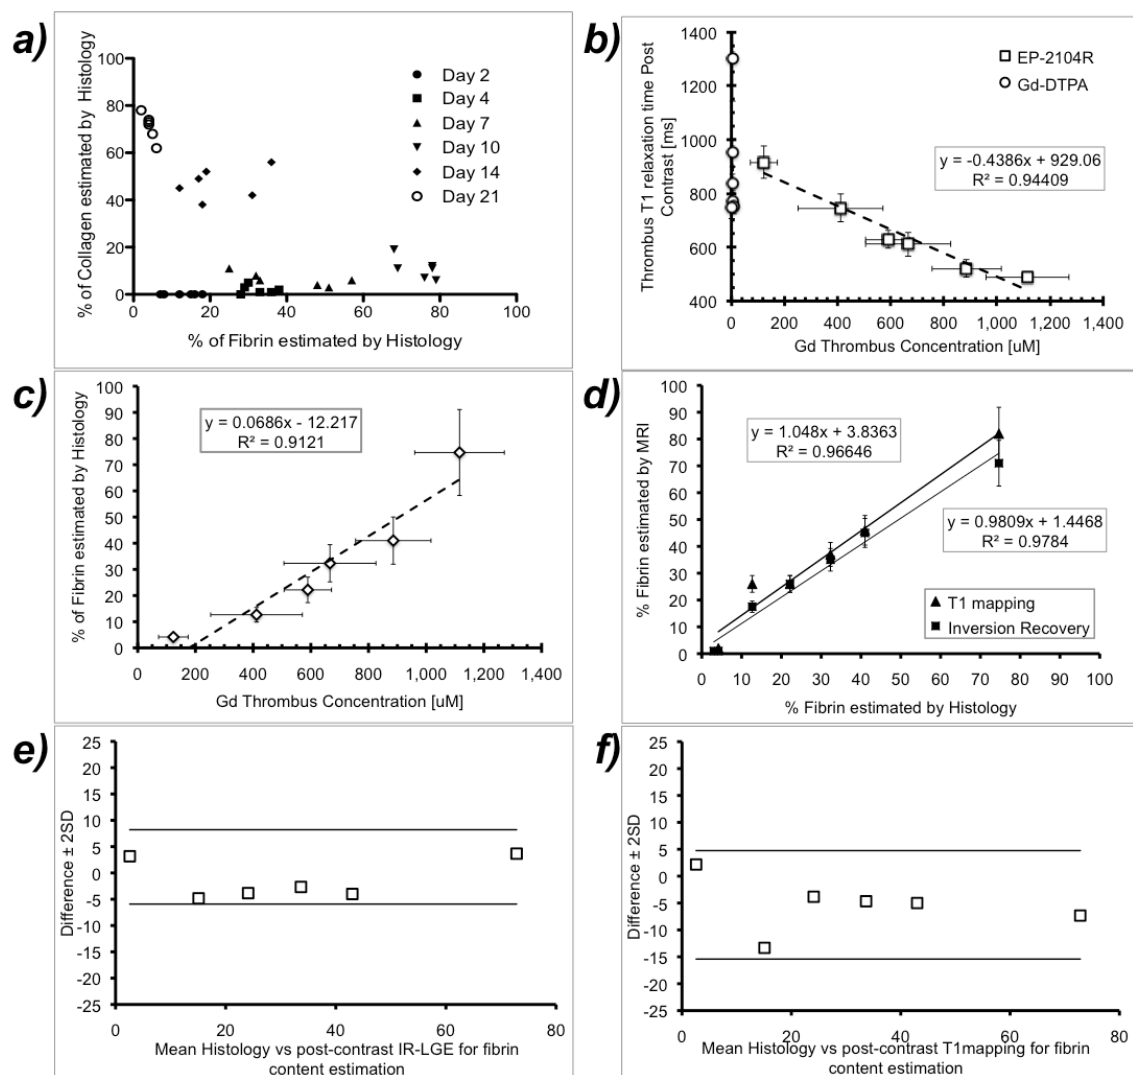 a)
% of Collagen estimated by Histology
100
80
60
40
20
0
0 20 40 60 80 100
% of Fibrin estimated by Histology
Day 2
Day 4
Day 7
Day 10
Day 14
Day 21
b)
Thrombus T1 relaxation time Post
Contrast [ms]
1400
1200
1000
800
600
400
0 200 400 600 800 1,000 1,200 1,400
Gd Thrombus Concentration [uM]
EP-2104R
Gd-DTPA
y = -0.4386x + 929.06
R² = 0.94409
c)
% of Fibrin estimated by Histology
100
90
80
70
60
50
40
30
20
10
0
0 200 400 600 800 1,000 1,200 1,400
Gd Thrombus Concentration [uM]
y = 0.0686x - 12.217
R² = 0.9121
d)
% Fibrin estimated by MRI
100
90
80
70
60
50
40
30
20
10
0
0 10 20 30 40 50 60 70 80 90 100
% Fibrin estimated by Histology
y = 1.048x + 3.8363
R² = 0.96646
y = 0.9809x + 1.4468
R² = 0.9784
T1 mapping
Inversion Recovery
e)
Difference ± 2SD
25
20
15
10
5
0
-5
-10
-15
-20
-25
0 20 40 60 80
Mean Histology vs post-contrast IR-LGE for fibrin
content estimation
f)
Difference ± 2SD
25
20
15
10
5
0
-5
-10
-15
-20
-25
0 20 40 60 80
Mean Histology vs post-contrast T1mapping for fibrin
content estimation